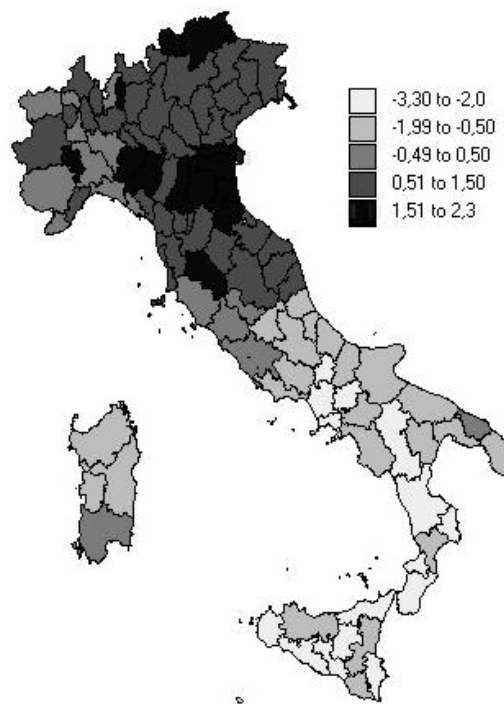 -3,30 to -2,0
-1,99 to -0,50
-0,49 to 0,50
0,51 to 1,50
1,51 to 2,3